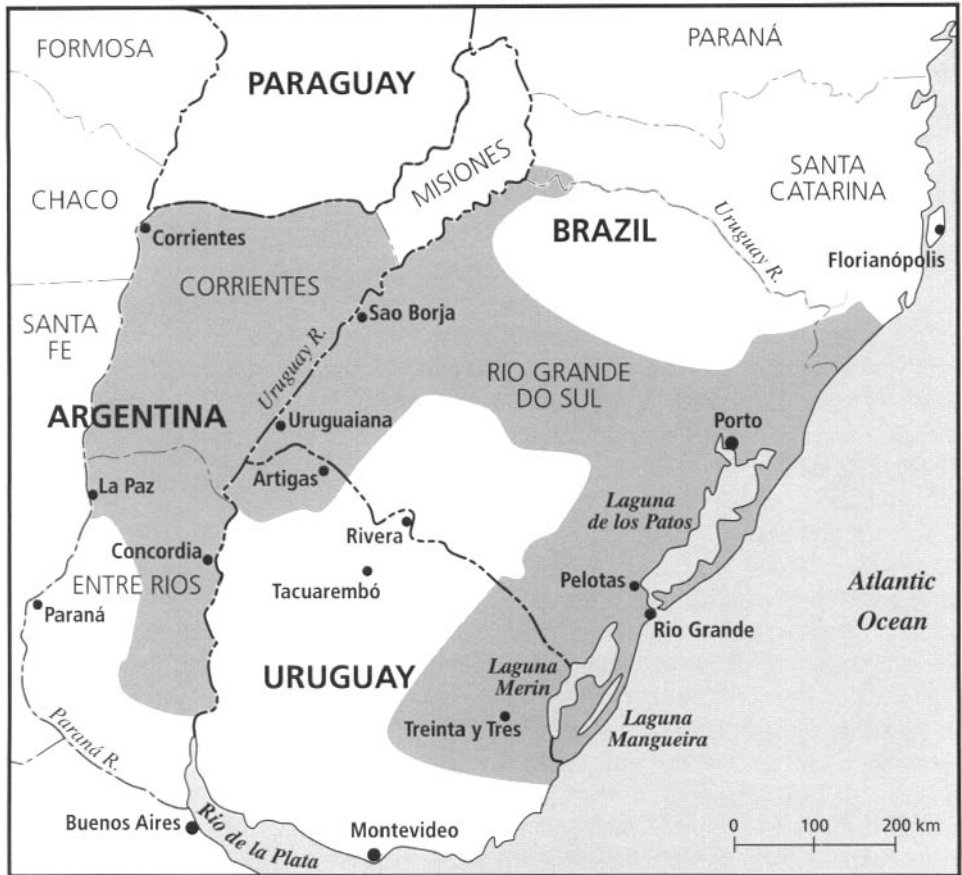 FORMOSA
PARANÁ
PARAGUAY
MISIONES
SANTA
CATARINA
CHACO
BRAZIL
Uruguay R.
Corrientes
Florianópolis
CORRIENTES
Sao Borja
SANTA
FE
Uruguay R.
RIO GRANDE
DO SUL
ARGENTINA
Uruguaiana
Porto
Artigas
La Paz
Laguna
de los Patos
Rivera
Concordia
Tacuarembó
Pelotas
Atlantic
Ocean
ENTRE RIOS
Paraná
Rio Grande
URUGUAY
Laguna
Merin
Treinta y Tres
Laguna
Mangueira
Paraná R.
Buenos Aires
Rio de la Plata
Montevideo
0 100 200 km